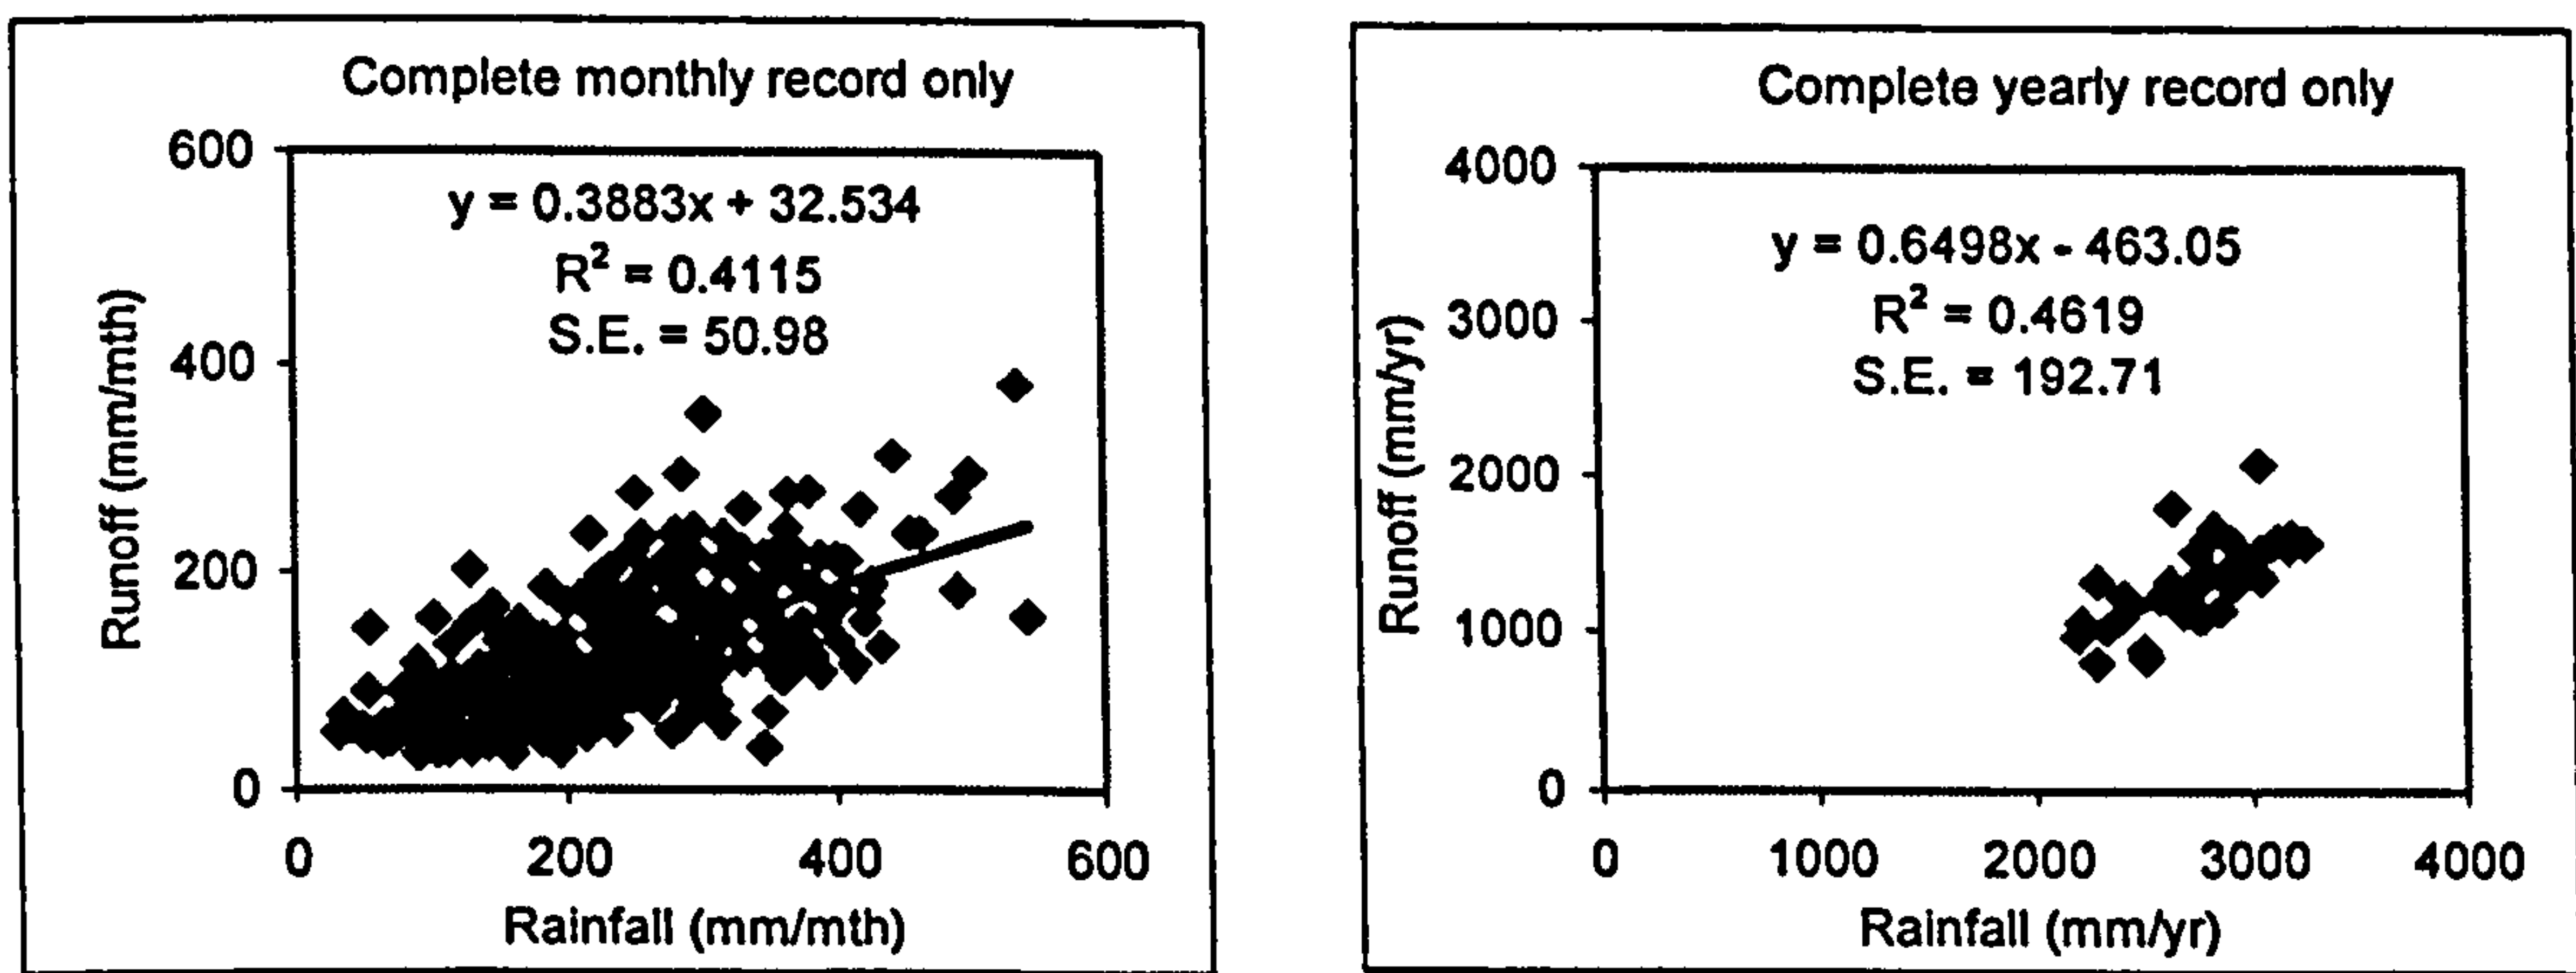 Complete monthly record only
600
400
200
0
y = 0.3883x + 32.534
R² = 0.4115
S.E. = 50.98
Runoff (mm/mth)
0 200 400 600
Rainfall (mm/mth)
Complete yearly record only
4000
3000
2000
1000
0
y = 0.6498x - 463.05
R² = 0.4619
S.E. = 192.71
Runoff (mm/yr)
0 1000 2000 3000 4000
Rainfall (mm/yr)